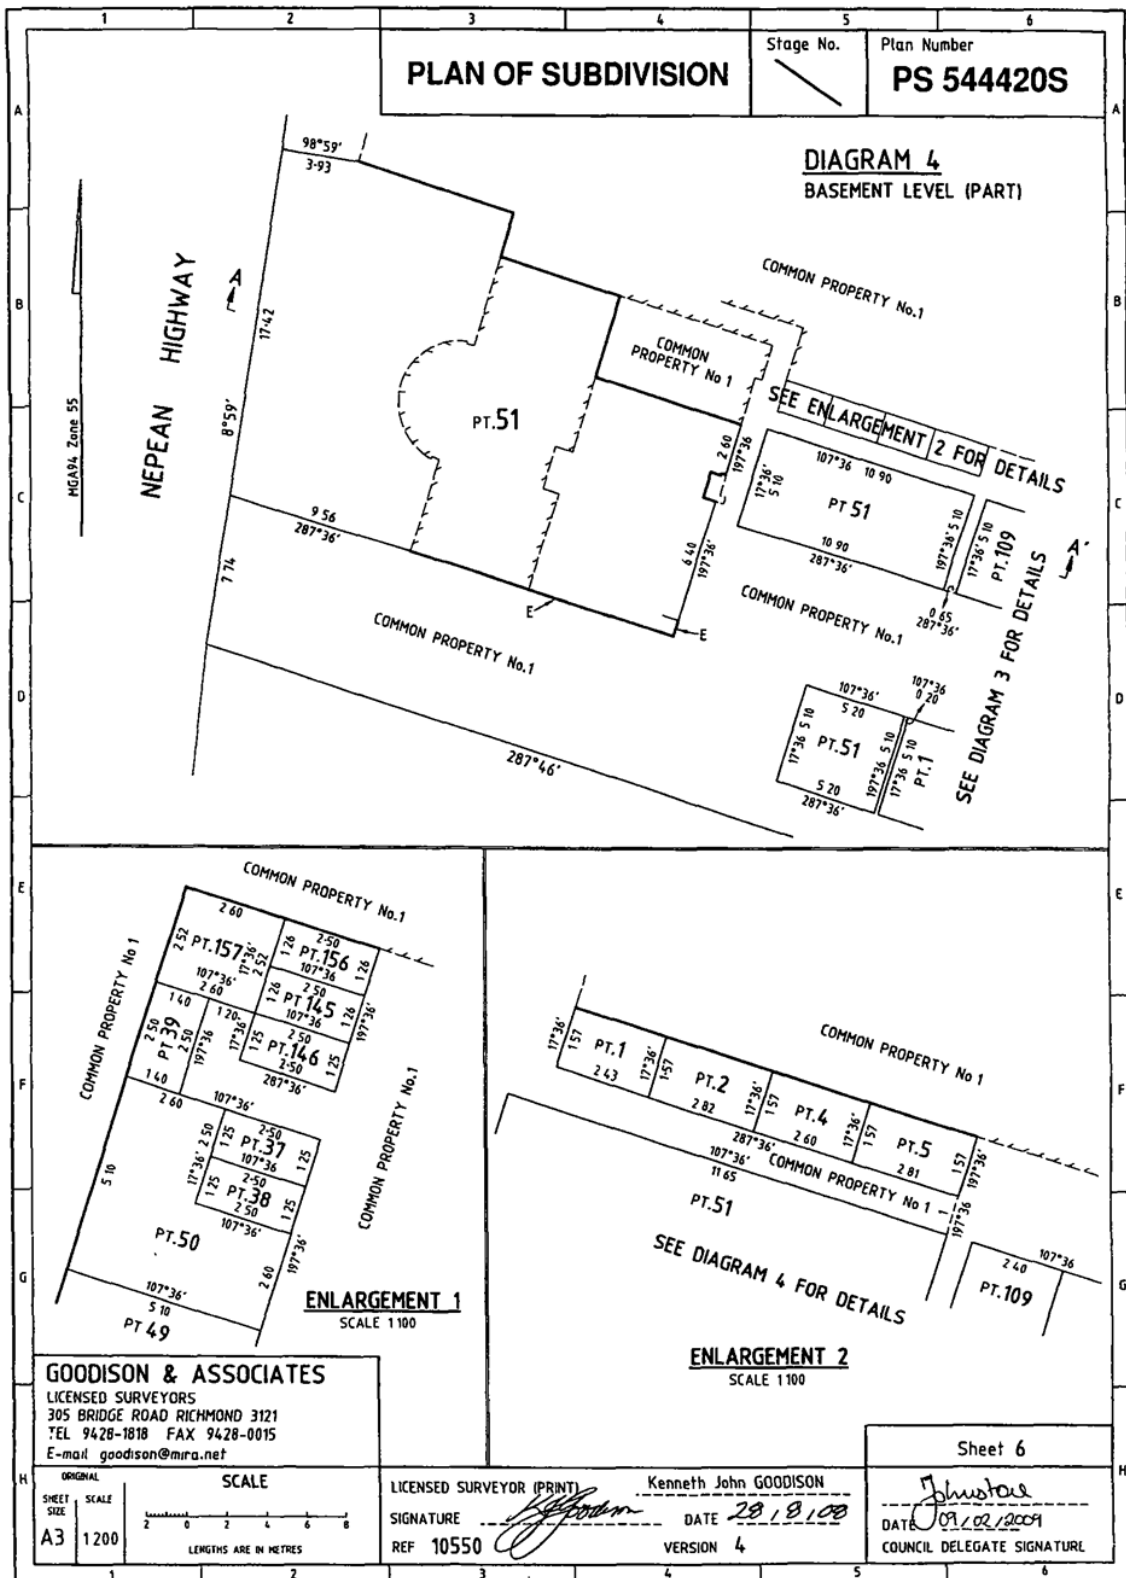 1 2 3 4 5 6
PLAN OF SUBDIVISION
Stage No.
Plan Number
PS 544420S
A A
B B
C C
D D
E E
F F
G G
H H
DIAGRAM 4
BASEMENT LEVEL (PART)
MGA94 Zone 55
NEPEAN HIGHWAY
98°59'
3·93
A
17·42
8°59'
7 74
9 56
287°36'
PT.51
COMMON PROPERTY No.1
COMMON
PROPERTY No 1
2 60
197°36
6 40
197°36'
E
E
COMMON PROPERTY No.1
287°46'
SEE ENLARGEMENT 2 FOR DETAILS
107°36 10 90
17°36'
5 10
PT 51
10 90
287°36'
197°36' 5 10
17°36' 5 10
PT.109
A'
0 65
287°36'
COMMON PROPERTY No.1
SEE DIAGRAM 3 FOR DETAILS
107°36'
5 20
107°36
0 20
17°36 5 10
PT.51
197°36 5 10
17°36 5 10
PT.1
5 20
287°36'
COMMON PROPERTY No.1
COMMON PROPERTY No 1
2 60
2 52
PT.157
17°36'
2 52
107°36'
2 60
2·50
1 26
PT.156
1 26
107°36
2 50
1 26
PT 145
1 26
107°36
197°36'
1 40
1 20
2 50
PT 39
2 50
197°36
17°36'
2 50
1 25
PT.146
1 25
2·50
287°36'
1 40
2 60
107°36'
2·50
17°36' 2 50
1 25
PT.37
1 25
107°36
2·50
1 25
PT.38
1 25
2 50
107°36'
COMMON PROPERTY No.1
5 10
PT.50
2 60
197°36'
107°36'
5 10
PT 49
ENLARGEMENT 1
SCALE 1 100
COMMON PROPERTY No 1
17°36'
1 57
PT.1
2 43
17°36'
1·57
PT.2
2 82
17°36'
1 57
PT.4
2 60
17°36'
1 57
PT.5
2 81
1 57
197°36'
287°36'
107°36'
11 65
COMMON PROPERTY No 1
197°36
PT.51
SEE DIAGRAM 4 FOR DETAILS
2 40
107°36
PT.109
ENLARGEMENT 2
SCALE 1 100
GOODISON & ASSOCIATES
LICENSED SURVEYORS
305 BRIDGE ROAD RICHMOND 3121
TEL 9428-1818 FAX 9428-0015
E-mail goodison@mira.net
Sheet 6
ORIGINAL
SHEET SIZE
SCALE
A3
1 200
SCALE
2 0 2 4 6 8
LENGTHS ARE IN METRES
LICENSED SURVEYOR (PRINT) Kenneth John GOODISON
SIGNATURE DATE 28/8/08
REF 10550 VERSION 4
Johnstone
DATE 09/02/2009
COUNCIL DELEGATE SIGNATURE
1 2 3 4 5 6